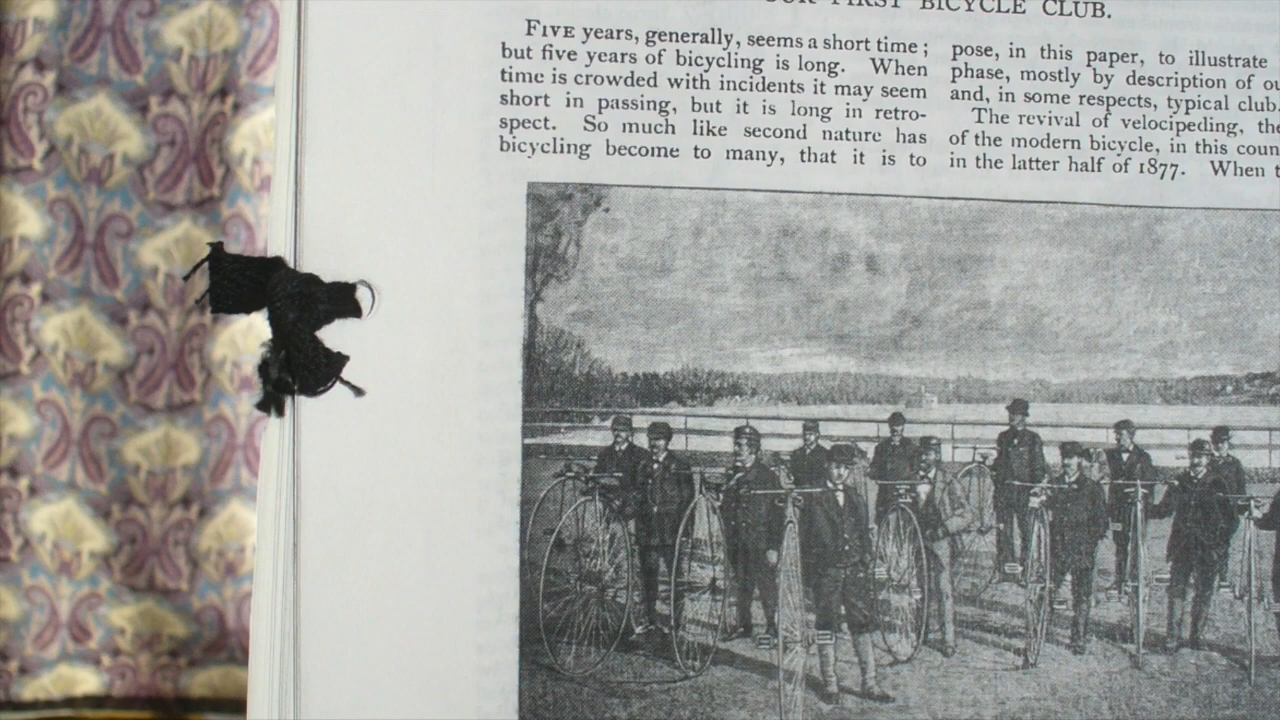 OUR FIRST BICYCLE CLUB.
FIVE years, generally, seems a short time;
but five years of bicycling is long. When
time is crowded with incidents it may seem
short in passing, but it is long in retro-
spect. So much like second nature has
bicycling become to many, that it is to
pose, in this paper, to illustrate
phase, mostly by description of
and, in some respects, typical club.
The revival of velocipeding,
of the modern bicycle, in this
in the latter half of 1877. When